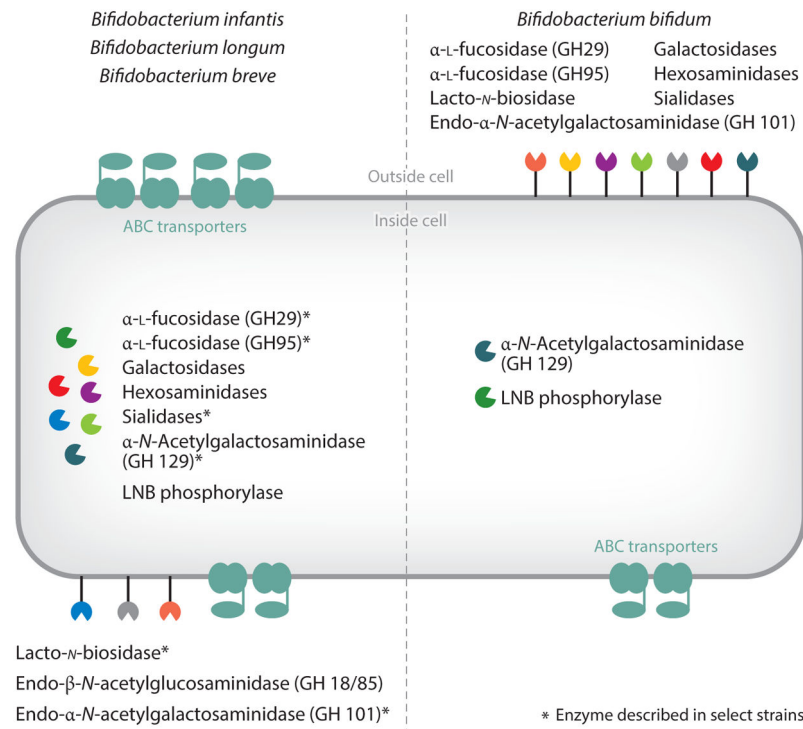 Bifidobacterium infantis
Bifidobacterium longum
Bifidobacterium breve
Bifidobacterium bifidum
α-L-fucosidase (GH29) Galactosidases
α-L-fucosidase (GH95) Hexosaminidases
Lacto-N-biosidase Sialidases
Endo-α-N-acetylgalactosaminidase (GH 101)
Outside cell
Inside cell
ABC transporters
α-L-fucosidase (GH29)*
α-L-fucosidase (GH95)*
Galactosidases
Hexosaminidases
Sialidases*
α-N-Acetylgalactosaminidase
(GH 129)*
LNB phosphorylase
α-N-Acetylgalactosaminidase
(GH 129)
LNB phosphorylase
ABC transporters
Lacto-N-biosidase*
Endo-β-N-acetylglucosaminidase (GH 18/85)
Endo-α-N-acetylgalactosaminidase (GH 101)*
* Enzyme described in select strains